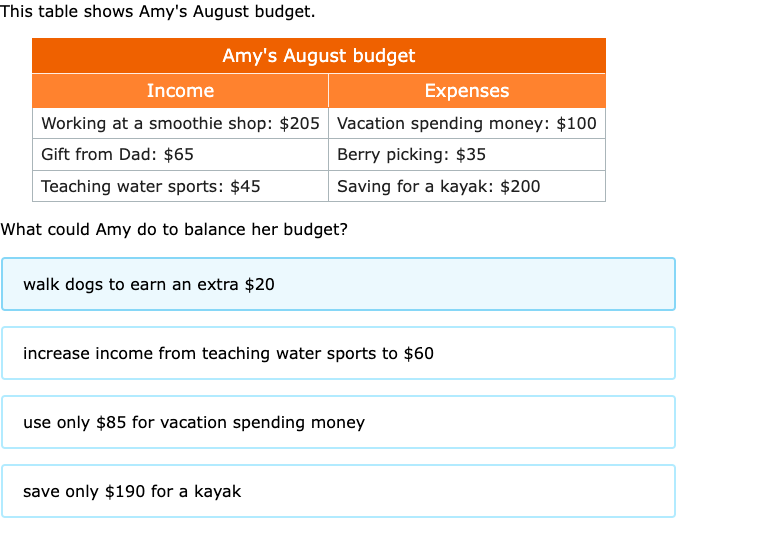 This table shows Amy's August budget.
Amy's August budget
Income Expenses
Working at a smoothie shop: $205 Vacation spending money: $100
Gift from Dad: $65 Berry picking: $35
Teaching water sports: $45 Saving for a kayak: $200
What could Amy do to balance her budget?
walk dogs to earn an extra $20
increase income from teaching water sports to $60
use only $85 for vacation spending money
save only $190 for a kayak